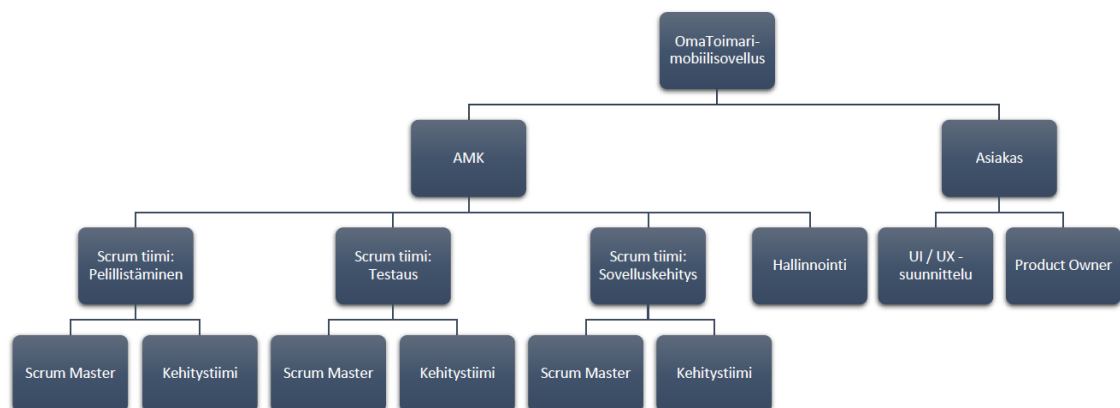 OmaToimari-
mobiilisovellus
AMK
Asiakas
Scrum tiimi:
Pelillistäminen
Scrum tiimi:
Testaus
Scrum tiimi:
Sovelluskehitys
Hallinnointi
UI / UX -
suunnittelu
Product Owner
Scrum Master
Kehitystiimi
Scrum Master
Kehitystiimi
Scrum Master
Kehitystiimi